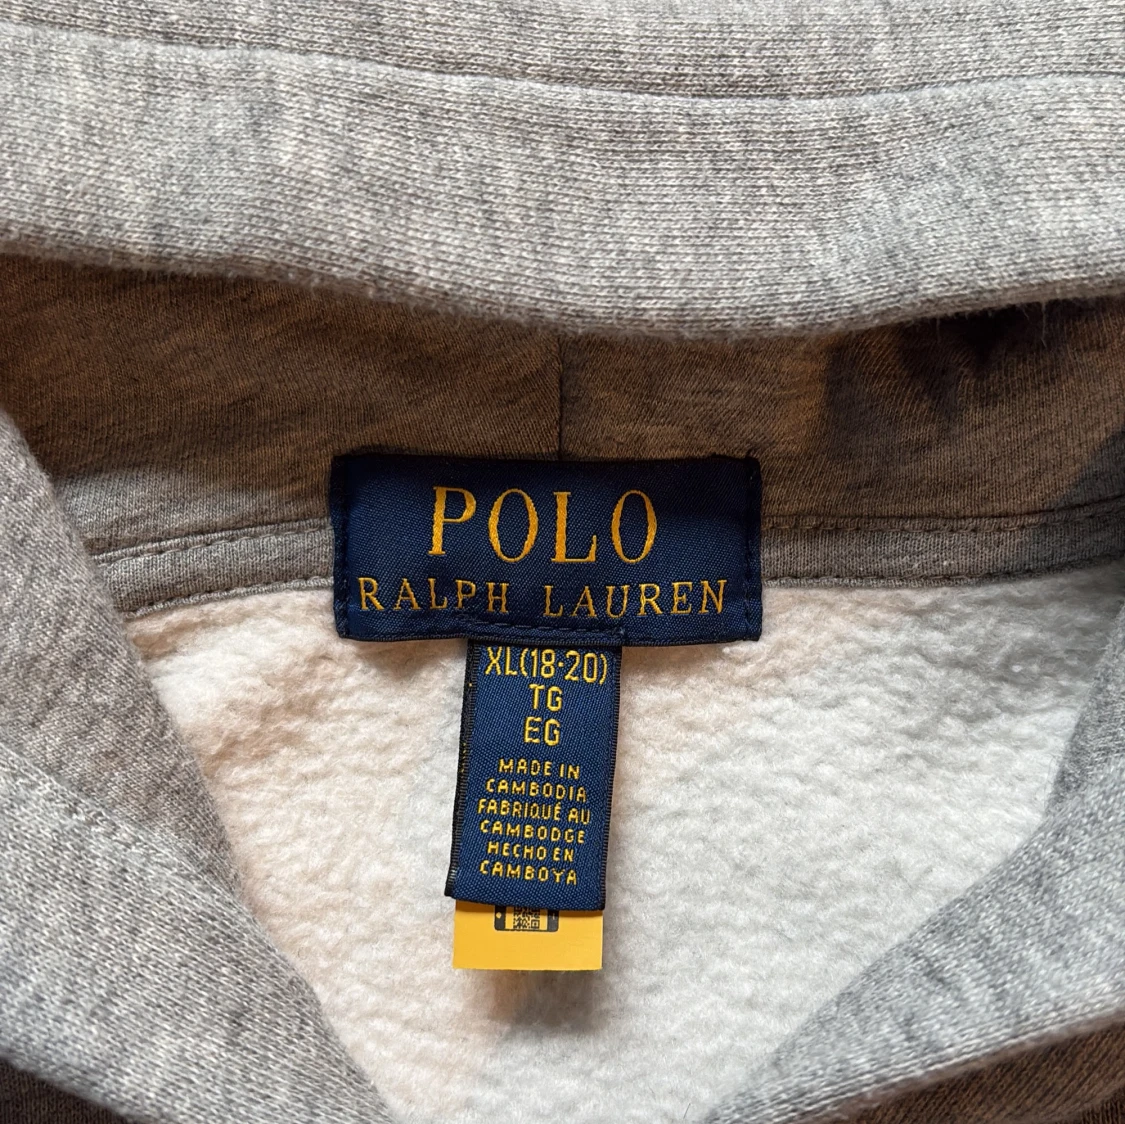 POLO
RALPH LAUREN
XL(18·20)
TG
EG
MADE IN
CAMBODIA
FABRIQUÉ AU
CAMBODGE
HECHO EN
CAMBOYA